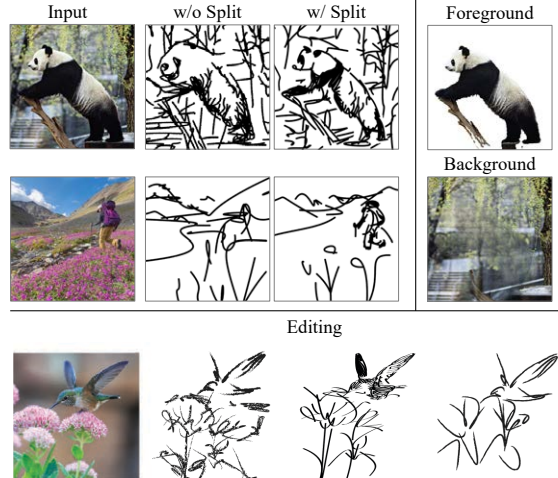 Input
w/o Split
w/ Split
Foreground
Background
Editing